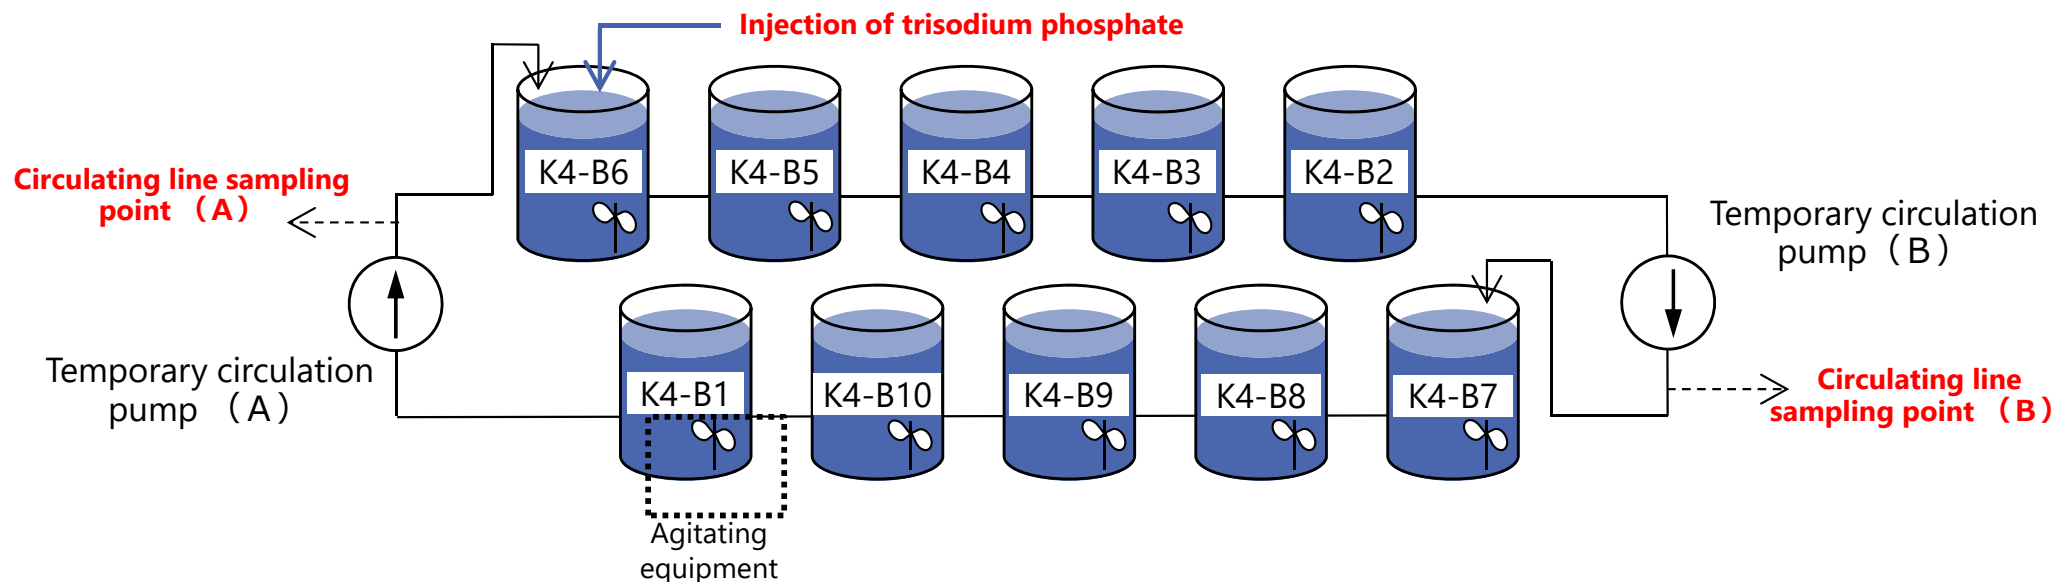 Injection of trisodium phosphate
K4-B6
K4-B5
K4-B4
K4-B3
K4-B2
Circulating line sampling
point （A）
Temporary circulation
pump（B）
Temporary circulation
pump （A）
K4-B1
K4-B10
K4-B9
K4-B8
K4-B7
Circulating line
sampling point （B）
Agitating
equipment